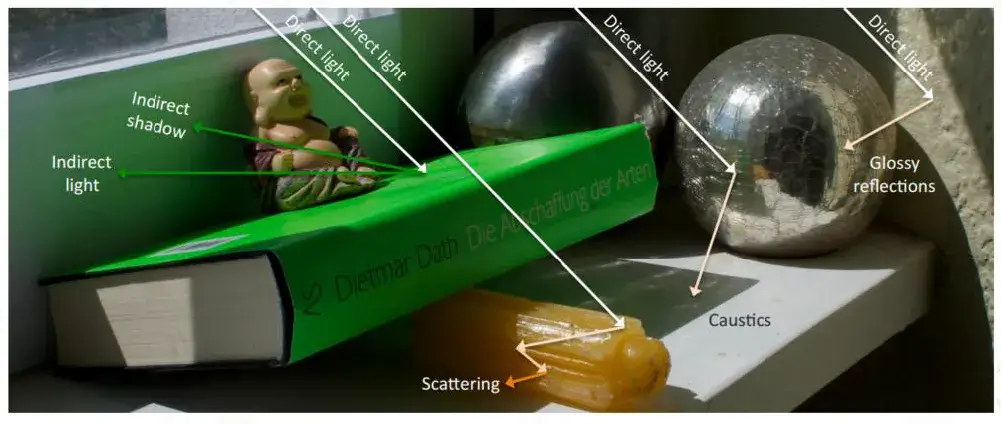 Direct light
Direct light
Direct light
Direct light
Indirect
shadow
Indirect
light
Glossy
reflections
Dietmar Dath Die Abschaffung der Arten
Caustics
Scattering